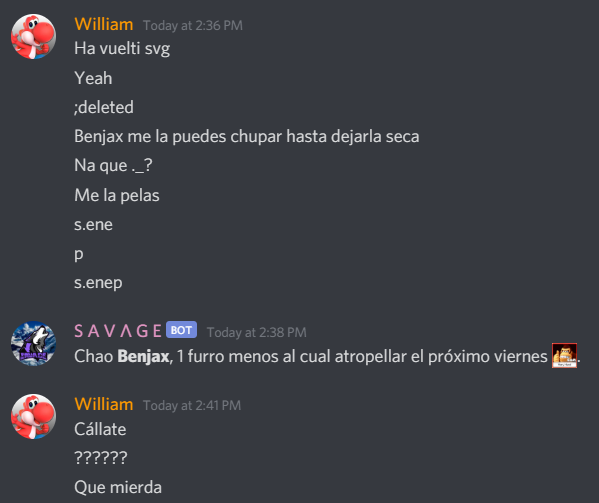 William Today at 2:36 PM
Ha vuelti svg
Yeah
;deleted
Benjax me la puedes chupar hasta dejarla seca
Na que ._?
Me la pelas
s.ene
p
s.enep
S A V Λ G E BOT Today at 2:38 PM
Chao Benjax, 1 furro menos al cual atropellar el próximo viernes .
William Today at 2:41 PM
Cállate
??????
Que mierda